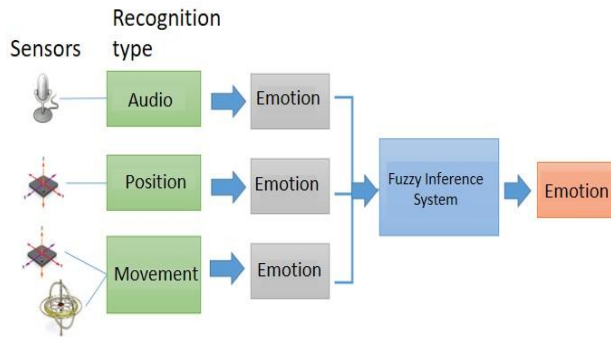 Sensors
Recognition
type
Audio
Emotion
Position
Emotion
Movement
Emotion
Fuzzy Inference
System
Emotion